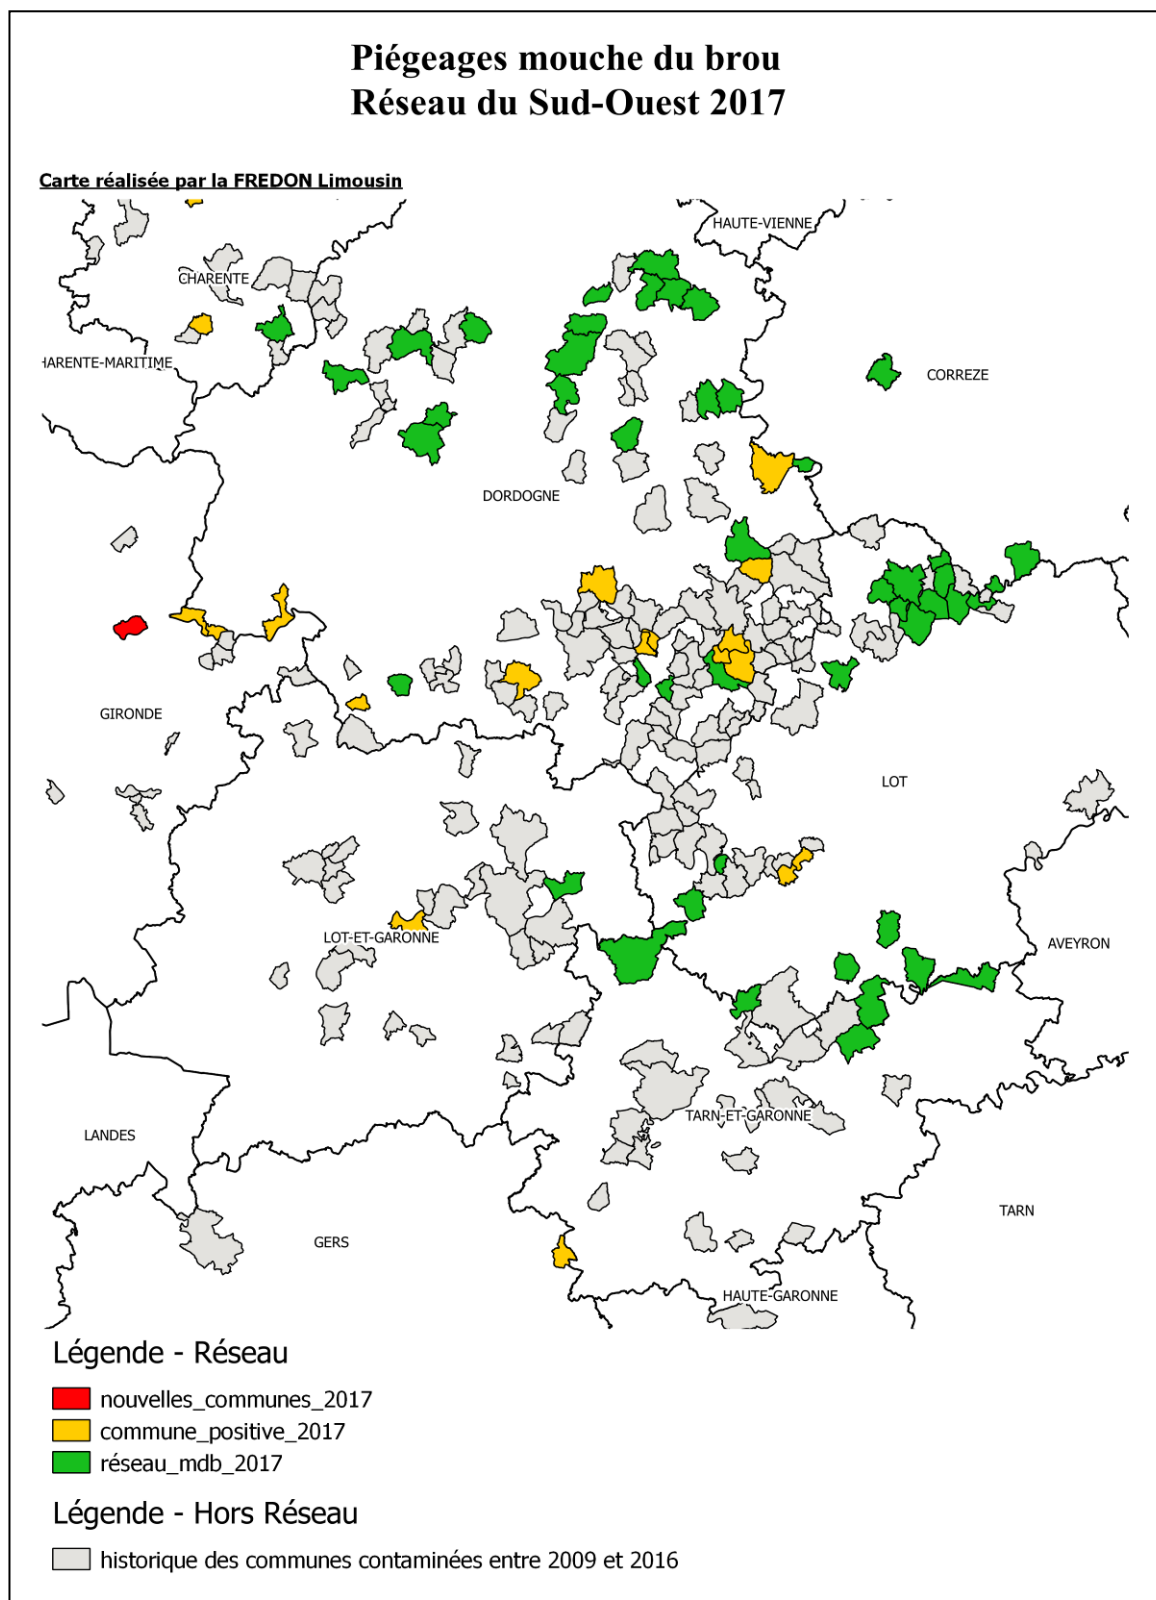 Piégeages mouche du brou
Réseau du Sud-Ouest 2017
Carte réalisée par la FREDON Limousin
HAUTE-VIENNE
CHARENTE
HARENTE-MARITIME
CORREZE
DORDOGNE
GIRONDE
LOT
LOT-ET-GARONNE
AVEYRON
TARN-ET-GARONNE
LANDES
TARN
GERS
HAUTE-GARONNE
Légende - Réseau
nouvelles_communes_2017
commune_positive_2017
réseau_mdb_2017
Légende - Hors Réseau
historique des communes contaminées entre 2009 et 2016